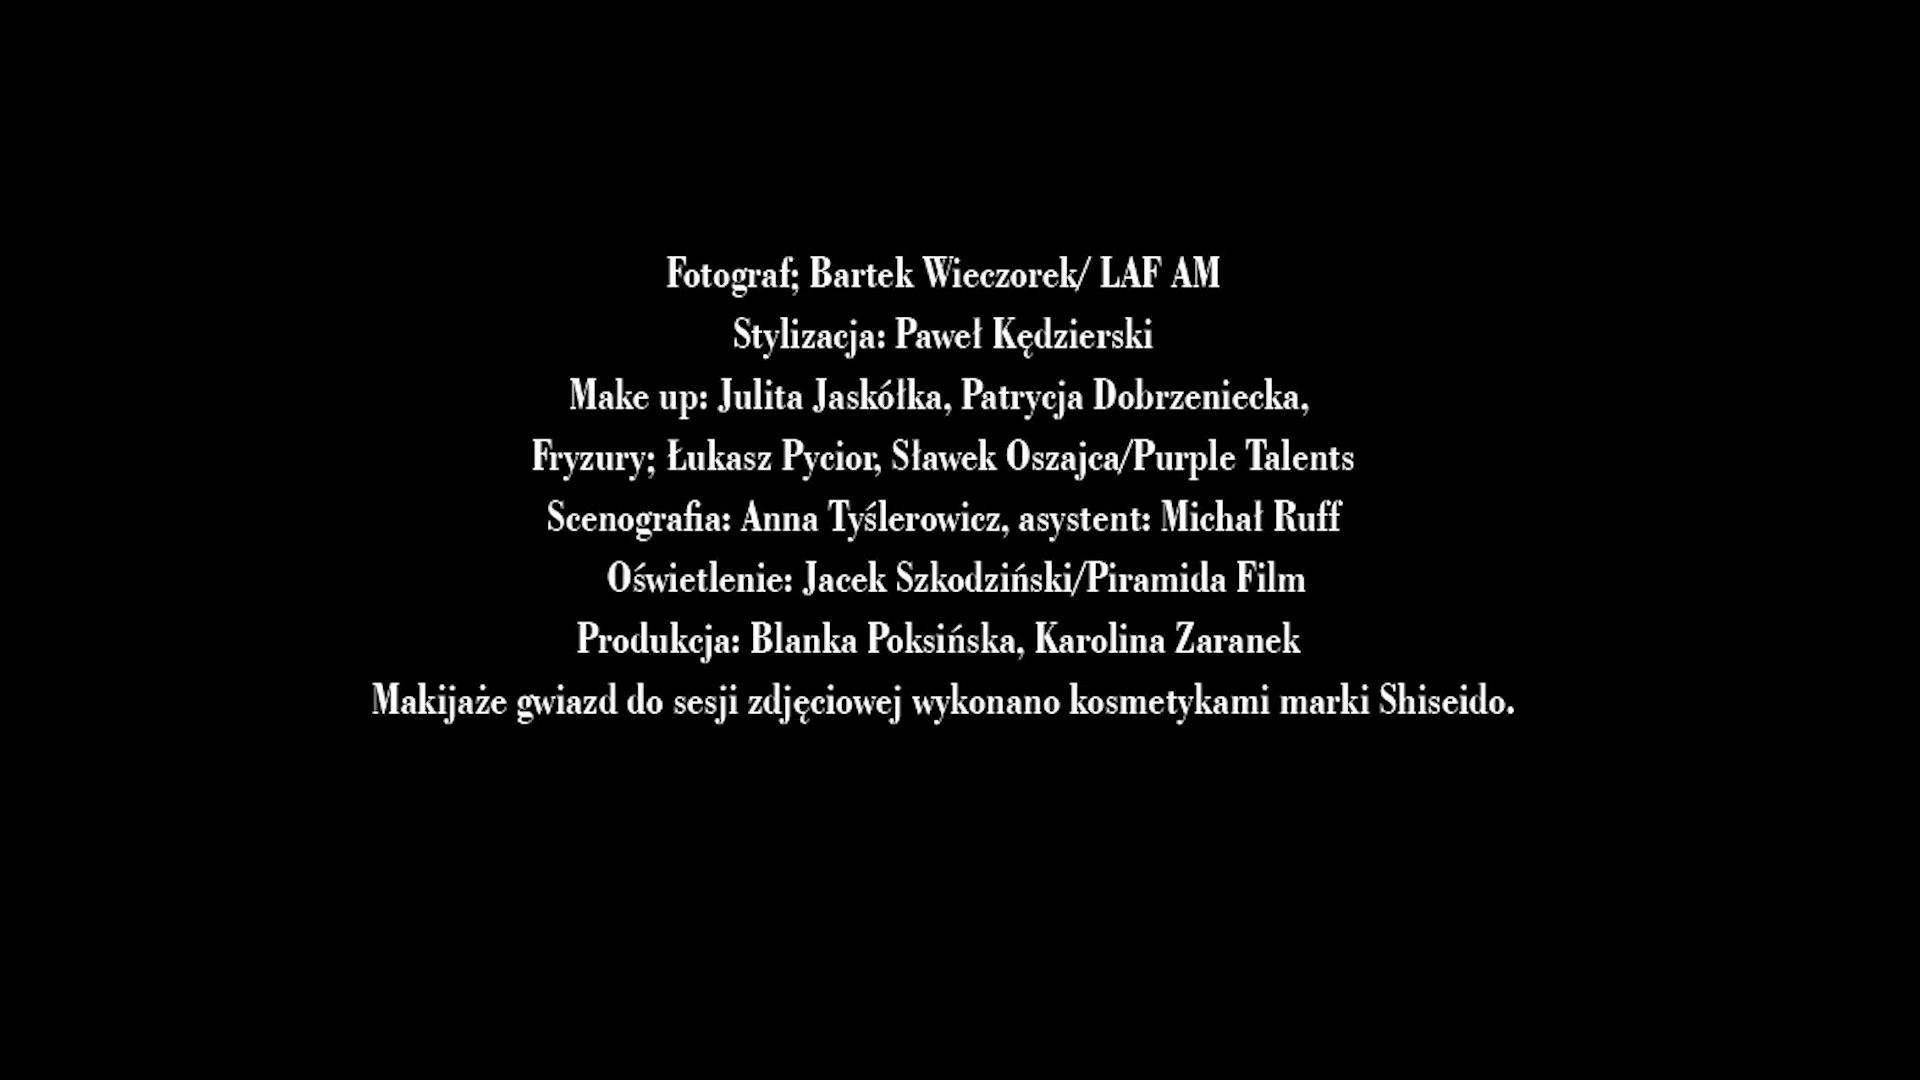 Fotograf; Bartek Wieczorek/ LAF AM
Stylizacja: Paweł Kędzierski
Make up: Julita Jaskółka, Patrycja Dobrzeniecka,
Fryzury; Łukasz Pycior, Sławek Oszajca/Purple Talents
Scenografia: Anna Tyślerowicz, asystent: Michał Ruff
Oświetlenie: Jacek Szkodziński/Piramida Film
Produkcja: Blanka Poksińska, Karolina Zaranek
Makijaże gwiazd do sesji zdjęciowej wykonano kosmetykami marki Shiseido.